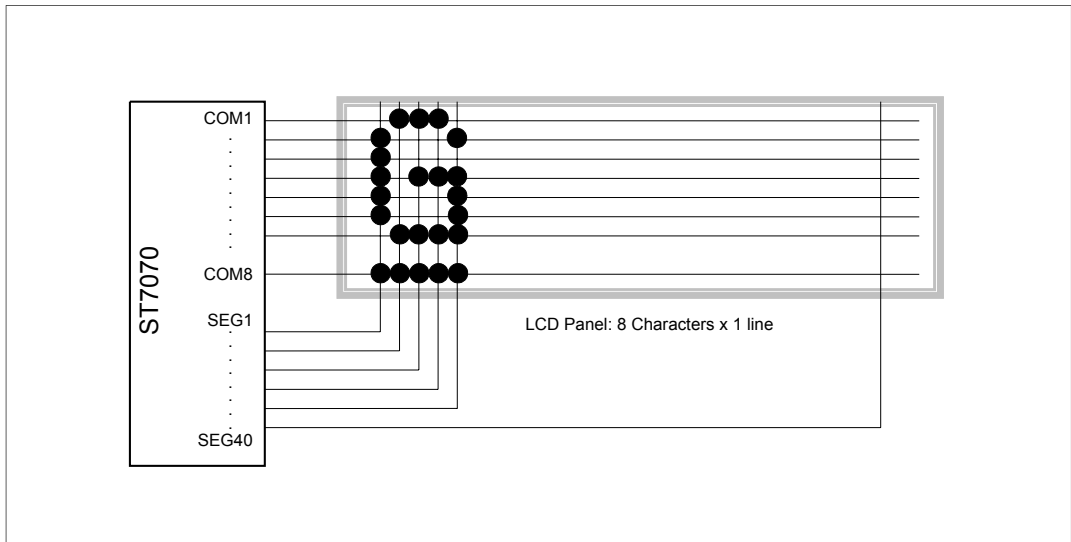 COM1
ST7070
COM8
SEG1
LCD Panel: 8 Characters x 1 line
SEG40